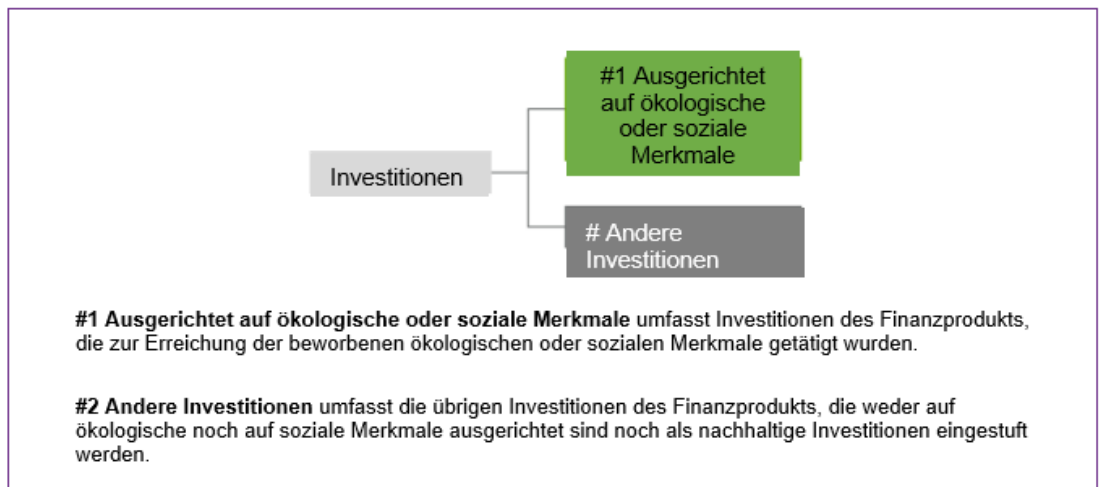 #1 Ausgerichtet
auf ökologische
oder soziale
Merkmale
Investitionen
# Andere
Investitionen
#1 Ausgerichtet auf ökologische oder soziale Merkmale umfasst Investitionen des Finanzprodukts,
die zur Erreichung der beworbenen ökologischen oder sozialen Merkmale getätigt wurden.
#2 Andere Investitionen umfasst die übrigen Investitionen des Finanzprodukts, die weder auf
ökologische noch auf soziale Merkmale ausgerichtet sind noch als nachhaltige Investitionen eingestuft
werden.